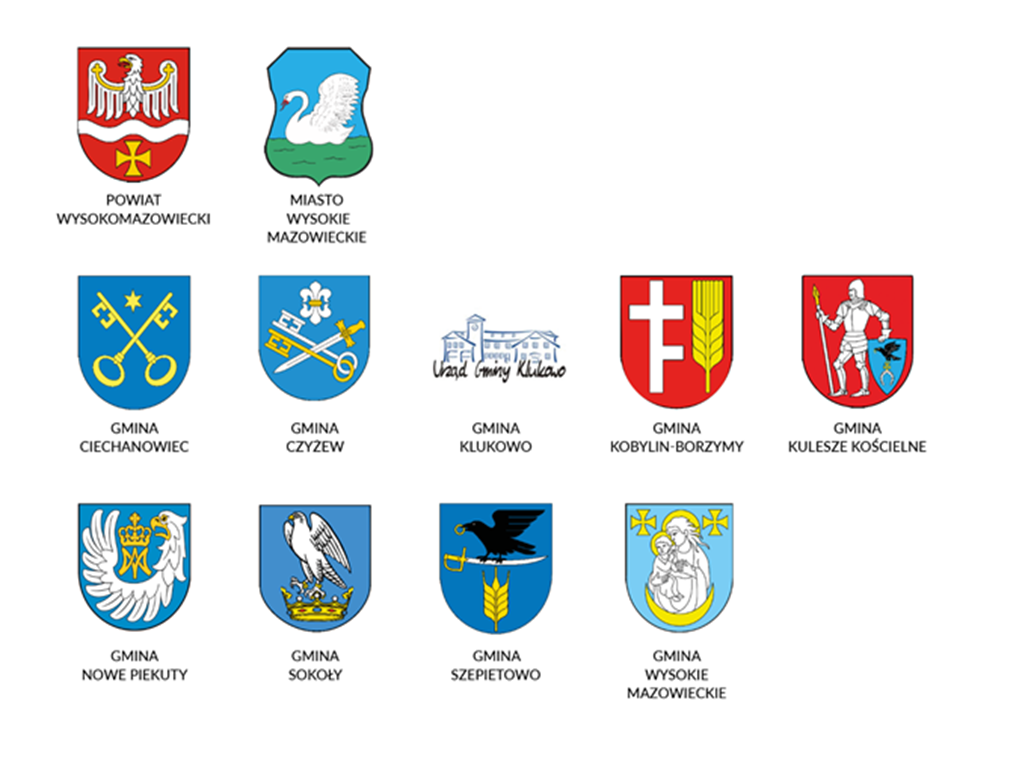 POWIAT
WYSOKOMAZOWIECKI
MIASTO
WYSOKIE
MAZOWIECKIE
Urząd Gminy Klukowo
GMINA
CIECHANOWIEC
GMINA
CZYŻEW
GMINA
KLUKOWO
GMINA
KOBYLIN-BORZYMY
GMINA
KULESZE KOŚCIELNE
GMINA
NOWE PIEKUTY
GMINA
SOKOŁY
GMINA
SZEPIETOWO
GMINA
WYSOKIE
MAZOWIECKIE